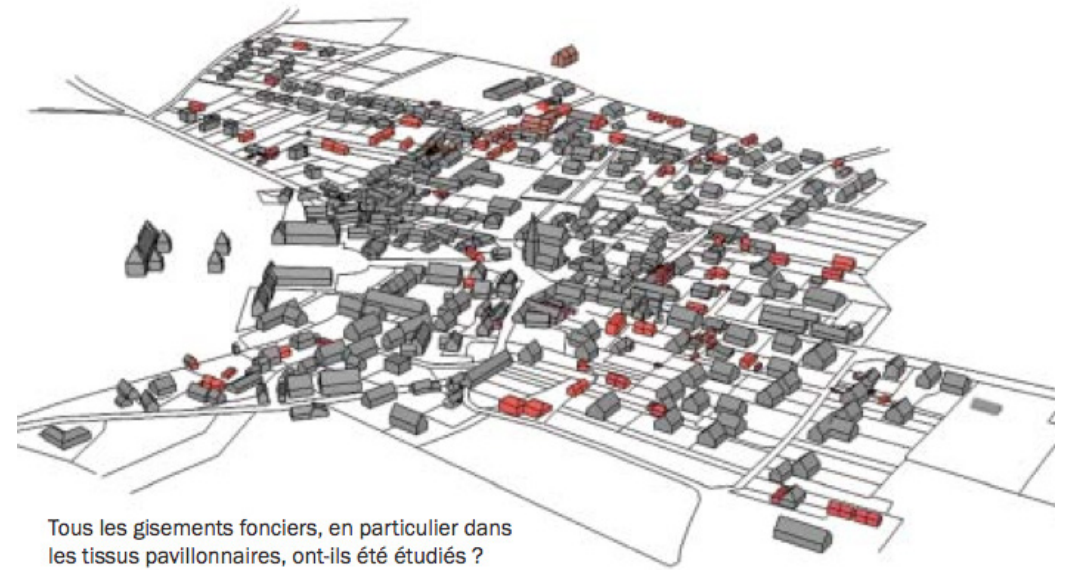 Tous les gisements fonciers, en particulier dans
les tissus pavillonnaires, ont-ils été étudiés ?